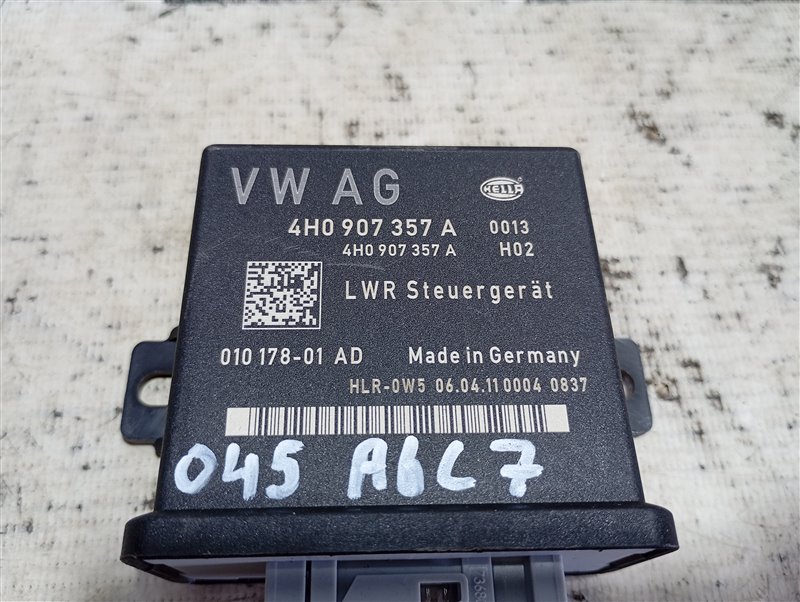 VW AG
HELLA
4H0 907 357 A 0013
4H0 907 357 A H02
LWR Steuergerät
010 178-01 AD Made in Germany
HLR-0W5 06.04.11 0004 0837
045 A6C7